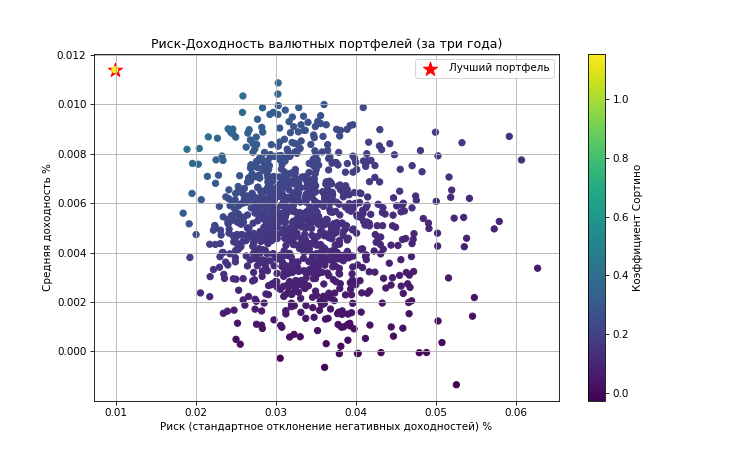 Риск-Доходность валютных портфелей (за три года)
Лучший портфель
0.012
0.010
0.008
0.006
0.004
0.002
0.000
Средняя доходность %
0.01 0.02 0.03 0.04 0.05 0.06
Риск (стандартное отклонение негативных доходностей) %
1.0
0.8
0.6
0.4
0.2
0.0
Коэффициент Сортино